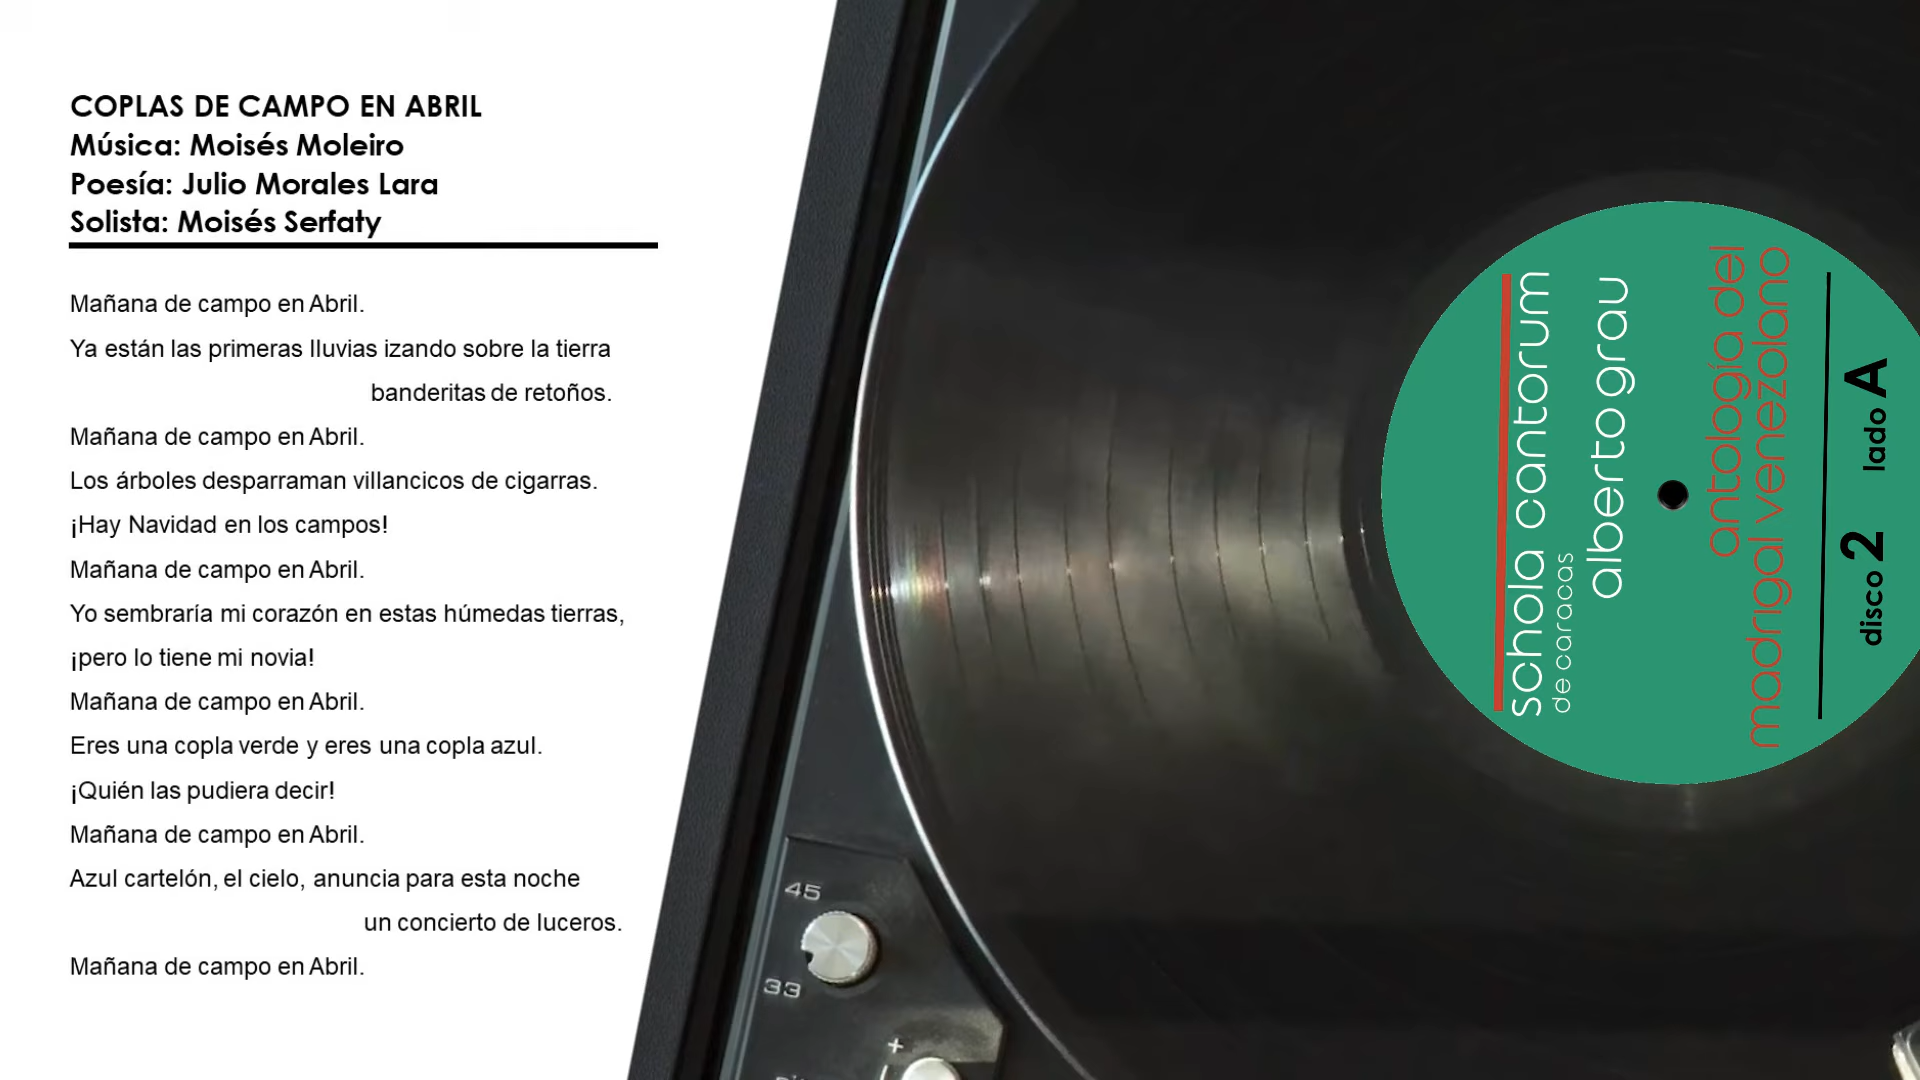 COPLAS DE CAMPO EN ABRIL
Música: Moisés Moleiro
Poesía: Julio Morales Lara
Solista: Moisés Serfaty
Mañana de campo en Abril.
Ya están las primeras lluvias izando sobre la tierra
banderitas de retoños.
Mañana de campo en Abril.
Los árboles desparraman villancicos de cigarras.
¡Hay Navidad en los campos!
Mañana de campo en Abril.
Yo sembraría mi corazón en estas húmedas tierras,
¡pero lo tiene mi novia!
Mañana de campo en Abril.
Eres una copla verde y eres una copla azul.
¡Quién las pudiera decir!
Mañana de campo en Abril.
Azul cartelón, el cielo, anuncia para esta noche
un concierto de luceros.
Mañana de campo en Abril.
schola cantorum
de caracas
alberto grau
antología del
madrigal venezolano
disco 2 lado A
45
33
+